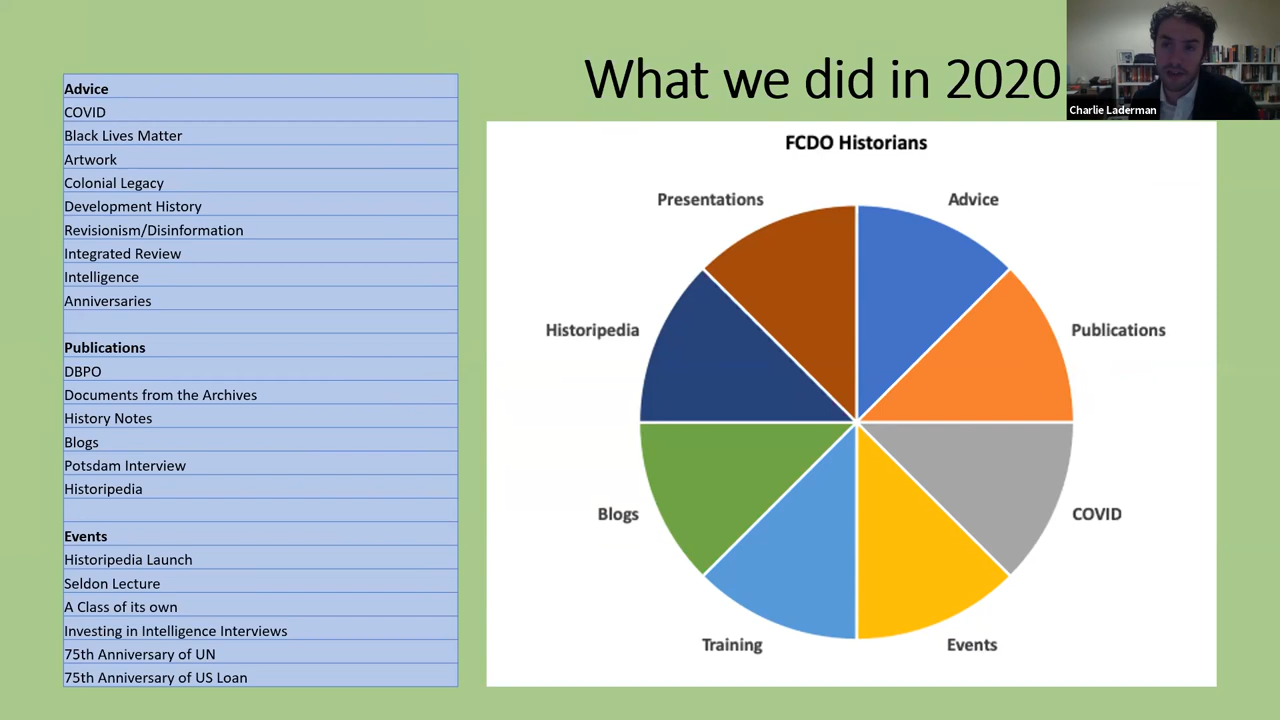 What we did in 2020
Charlie Laderman
Advice
COVID
Black Lives Matter
Artwork
Colonial Legacy
Development History
Revisionism/Disinformation
Integrated Review
Intelligence
Anniversaries
Publications
DBPO
Documents from the Archives
History Notes
Blogs
Potsdam Interview
Historipedia
Events
Historipedia Launch
Seldon Lecture
A Class of its own
Investing in Intelligence Interviews
75th Anniversary of UN
75th Anniversary of US Loan
FCDO Historians
Presentations
Advice
Historipedia
Publications
Blogs
COVID
Training
Events